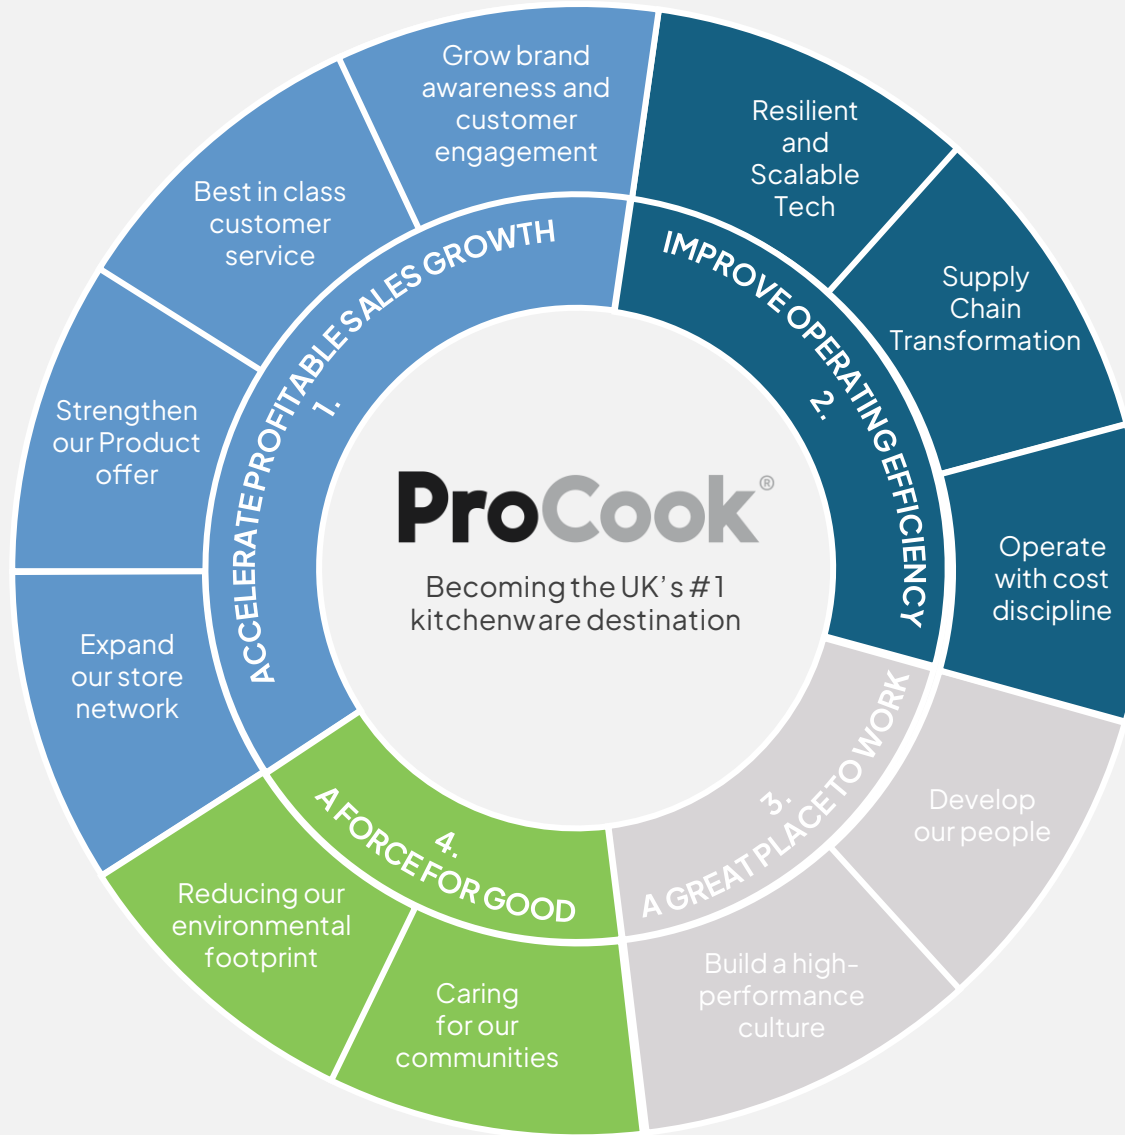 ProCook®
Becoming the UK's #1
kitchenware destination
1.
ACCELERATE PROFITABLE SALES GROWTH
Expand
our store
network
Strengthen
our Product
offer
Best in class
customer
service
Grow brand
awareness and
customer
engagement
2.
IMPROVE OPERATING EFFICIENCY
Resilient
and
Scalable
Tech
Supply
Chain
Transformation
Operate
with cost
discipline
3.
A GREAT PLACE TO WORK
Develop
our people
Build a high-
performance
culture
4.
A FORCE FOR GOOD
Caring
for our
communities
Reducing our
environmental
footprint